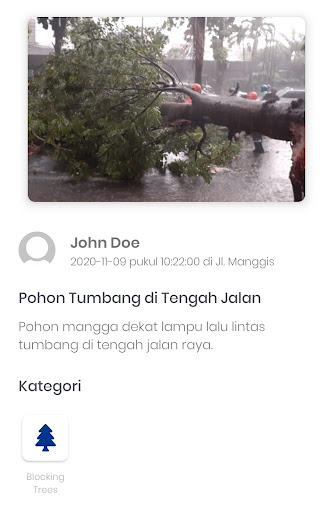 John Doe
2020-11-09 pukul 10:22:00 di Jl. Manggis
Pohon Tumbang di Tengah Jalan
Pohon mangga dekat lampu lalu lintas
tumbang di tengah jalan raya.
Kategori
Blocking
Trees